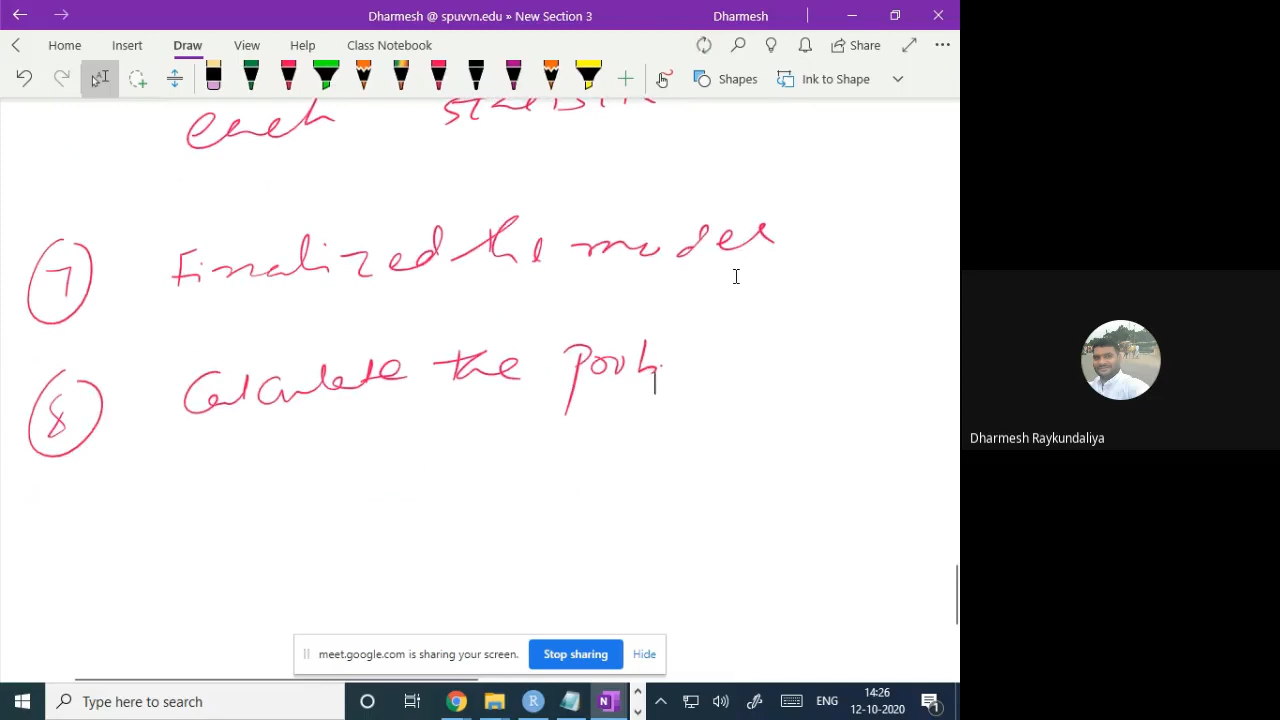 Dharmesh @ spuvvn.edu » New Section 3
Dharmesh
Home Insert Draw View Help Class Notebook
Share
Shapes
Ink to Shape
each
7 Finalized the model
8 Calculate the prob
Dharmesh Raykundaliya
meet.google.com is sharing your screen. Stop sharing Hide
Type here to search
ENG
14:26
12-10-2020